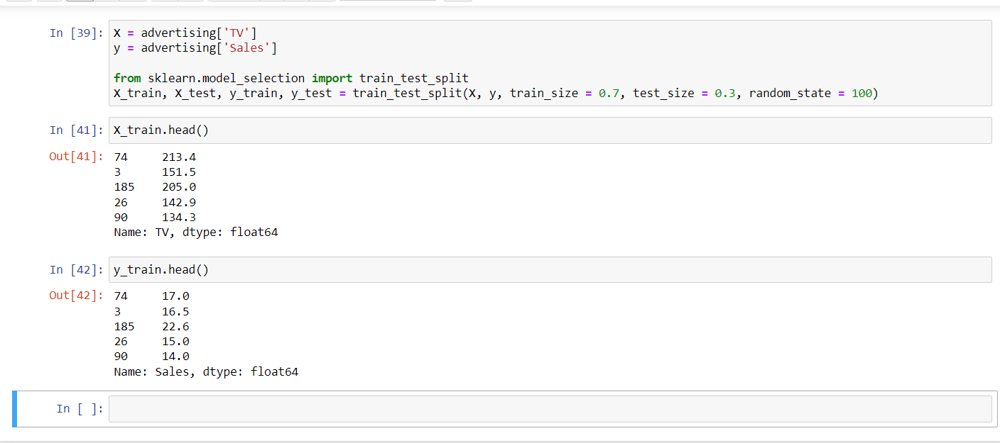 In [39]: X = advertising['TV']
y = advertising['Sales']
from sklearn.model_selection import train_test_split
X_train, X_test, y_train, y_test = train_test_split(X, y, train_size = 0.7, test_size = 0.3, random_state = 100)
In [41]: X_train.head()
Out[41]: 74 213.4
3 151.5
185 205.0
26 142.9
90 134.3
Name: TV, dtype: float64
In [42]: y_train.head()
Out[42]: 74 17.0
3 16.5
185 22.6
26 15.0
90 14.0
Name: Sales, dtype: float64
In [ ]: